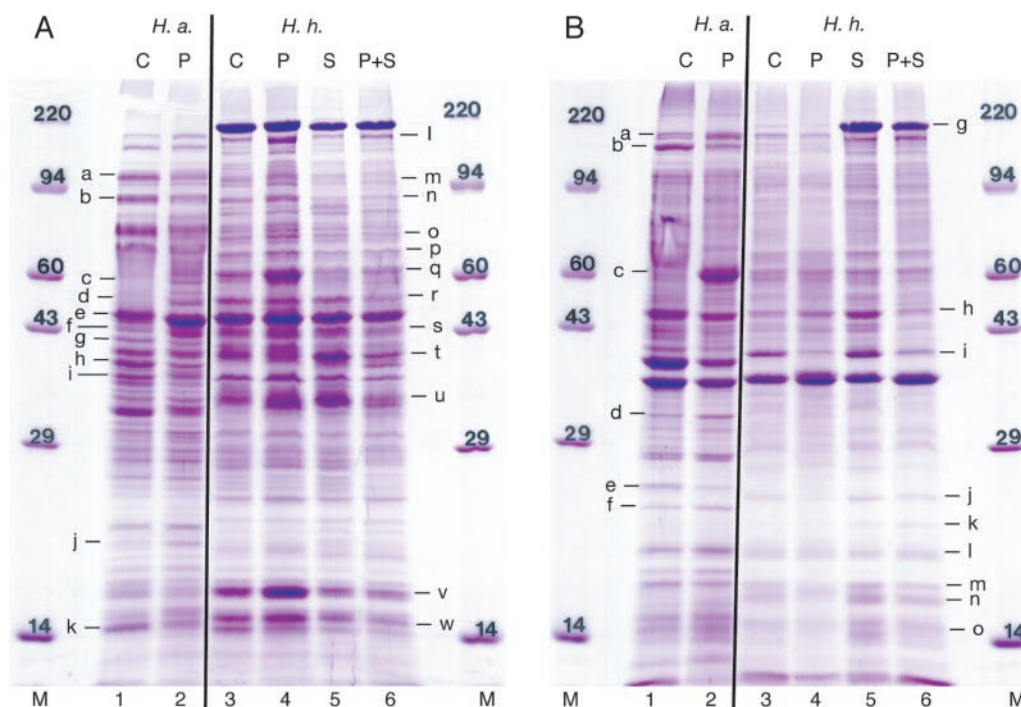 A
H. a.
H. h.
C P C P S P+S
220 220
l
94 a m 94
b n
o
p
60 c q 60
d r
e
43 f s 43
g
h t
i
u
29 29
j
v
k w
14 14
M 1 2 3 4 5 6 M
B
H. a.
H. h.
C P C P S P+S
220 g 220
a
b
94 94
60 c 60
h
43 43
i
d
29 29
e j
f k
l
m
n
o
14 14
M 1 2 3 4 5 6 M